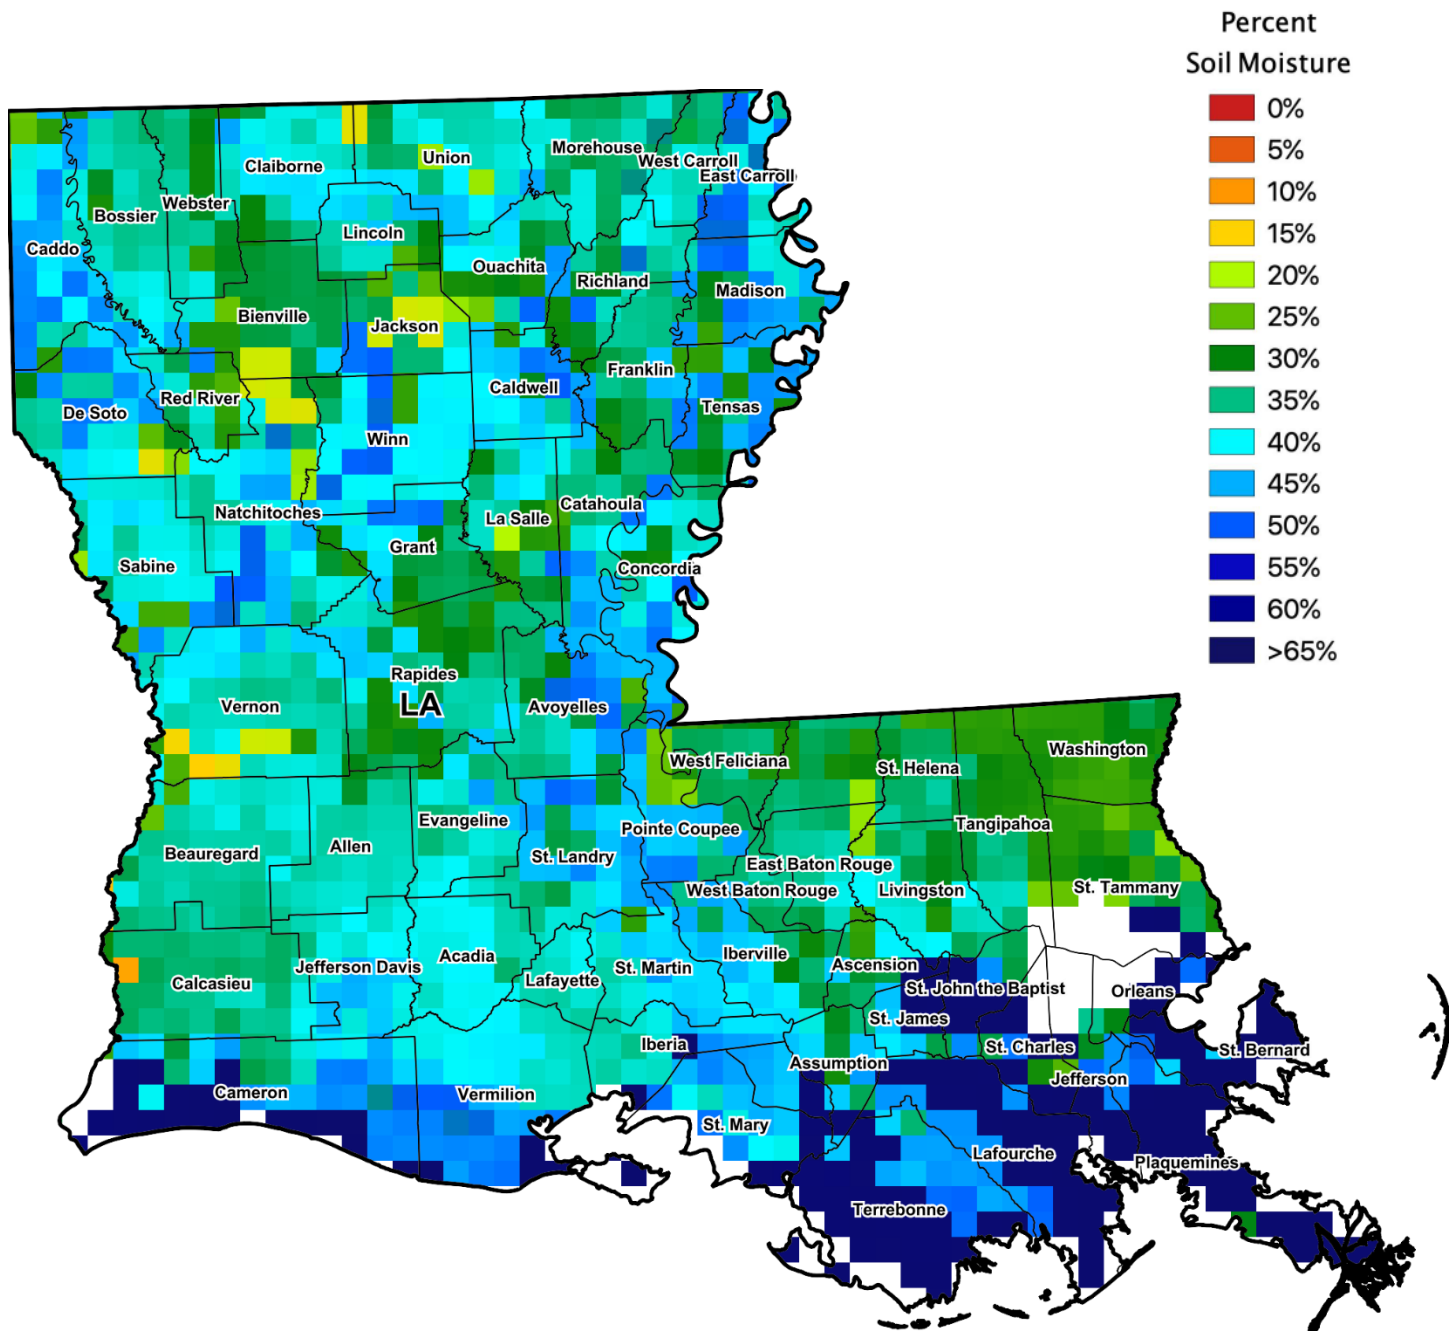 Percent
Soil Moisture
0%
5%
10%
15%
20%
25%
30%
35%
40%
45%
50%
55%
60%
>65%
Morehouse
Union
West Carroll
Claiborne
East Carroll
Webster
Bossier
Lincoln
Caddo
Ouachita
Richland
Madison
Bienville
Jackson
Franklin
Caldwell
Red River
Tensas
De Soto
Winn
Catahoula
Natchitoches
La Salle
Grant
Sabine
Concordia
Rapides
LA
Vernon
Avoyelles
Washington
West Feliciana
St. Helena
Evangeline
Tangipahoa
Pointe Coupee
Allen
Beauregard
St. Landry
East Baton Rouge
West Baton Rouge
Livingston
St. Tammany
Iberville
Acadia
Ascension
Jefferson Davis
St. Martin
Lafayette
Calcasieu
St. John the Baptist
Orleans
St. James
Iberia
St. Charles
St. Bernard
Assumption
Jefferson
Cameron
Vermilion
St. Mary
Lafourche
Plaquemines
Terrebonne